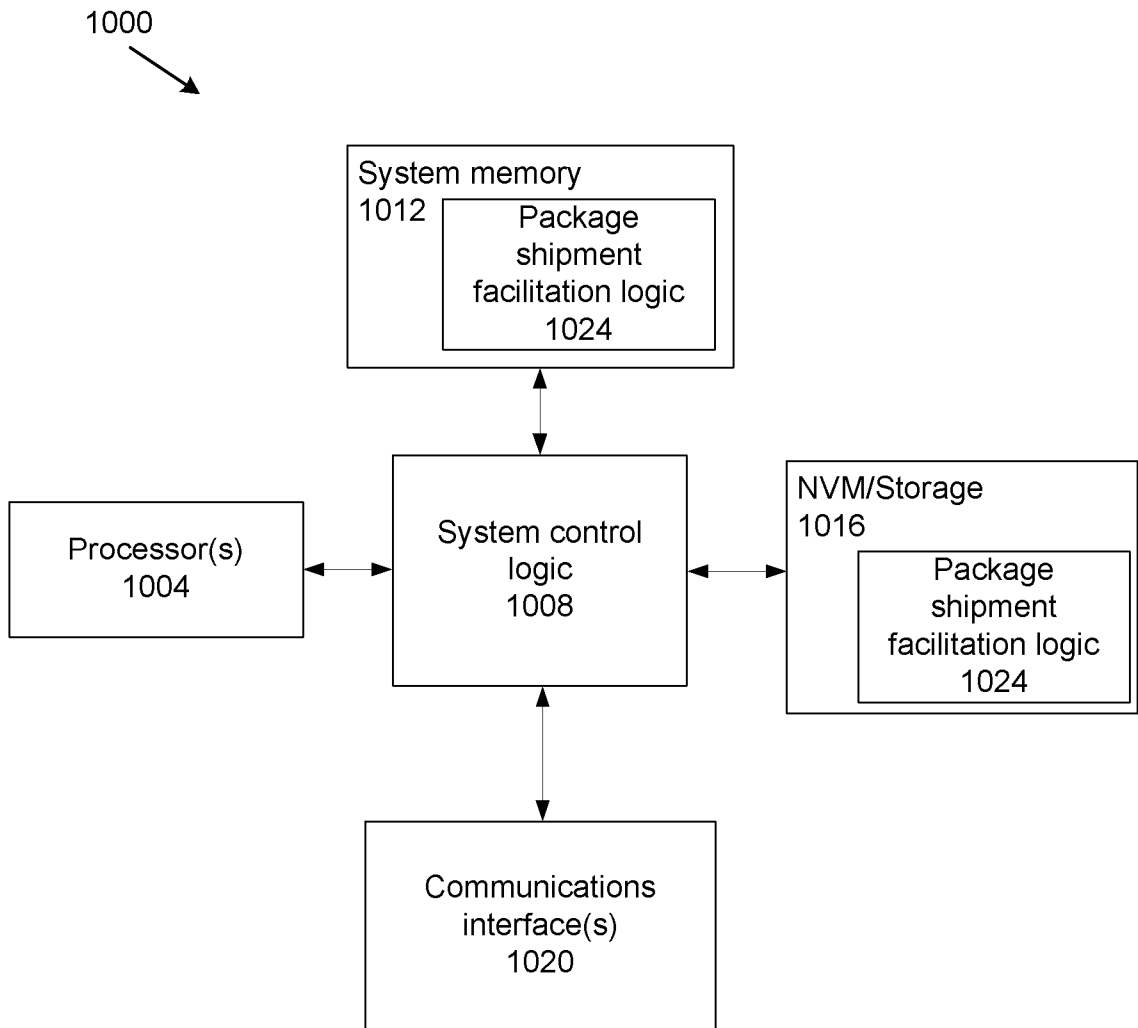 1000
System memory
1012
Package
shipment
facilitation logic
1024
Processor(s)
1004
System control
logic
1008
NVM/Storage
1016
Package
shipment
facilitation logic
1024
Communications
interface(s)
1020